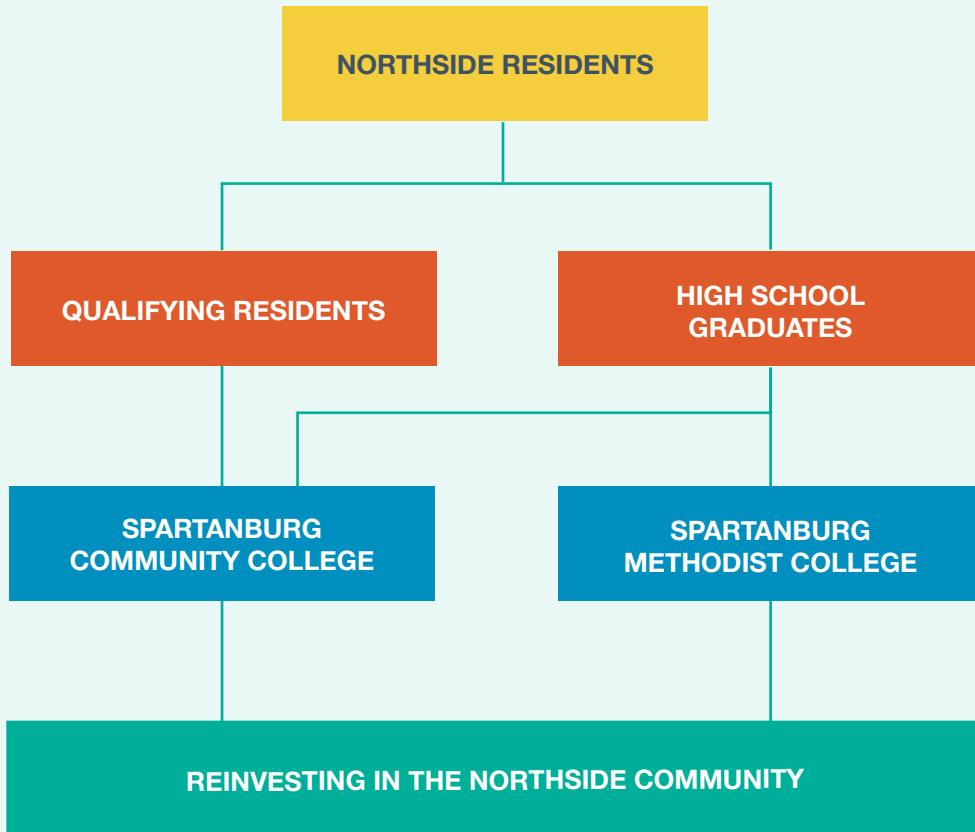 NORTHSIDE RESIDENTS
QUALIFYING RESIDENTS
HIGH SCHOOL
GRADUATES
SPARTANBURG
COMMUNITY COLLEGE
SPARTANBURG
METHODIST COLLEGE
REINVESTING IN THE NORTHSIDE COMMUNITY